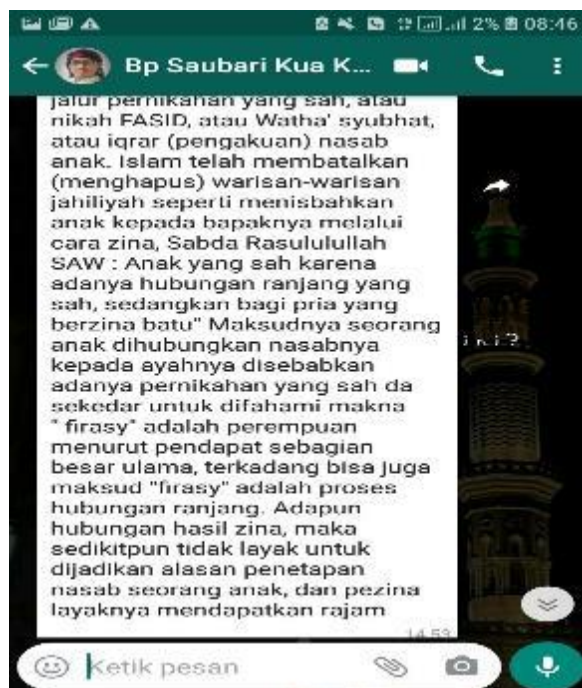 2% 08:46
Bp Saubari Kua K...
jalur pernikahan yang sah, atau
nikah FASID, atau Watha' syubhat,
atau iqrar (pengakuan) nasab
anak. Islam telah membatalkan
(menghapus) warisan-warisan
jahiliyah seperti menisbahkan
anak kepada bapaknya melalui
cara zina, Sabda Rasululullah
SAW : Anak yang sah karena
adanya hubungan ranjang yang
sah, sedangkan bagi pria yang
berzina batu" Maksudnya seorang
anak dihubungkan nasabnya
kepada ayahnya disebabkan
adanya pernikahan yang sah da
sekedar untuk difahami makna
" firasy" adalah perempuan
menurut pendapat sebagian
besar ulama, terkadang bisa juga
maksud "firasy" adalah proses
hubungan ranjang. Adapun
hubungan hasil zina, maka
sedikitpun tidak layak untuk
dijadikan alasan penetapan
nasab seorang anak, dan pezina
layaknya mendapatkan rajam
14.53
Ketik pesan